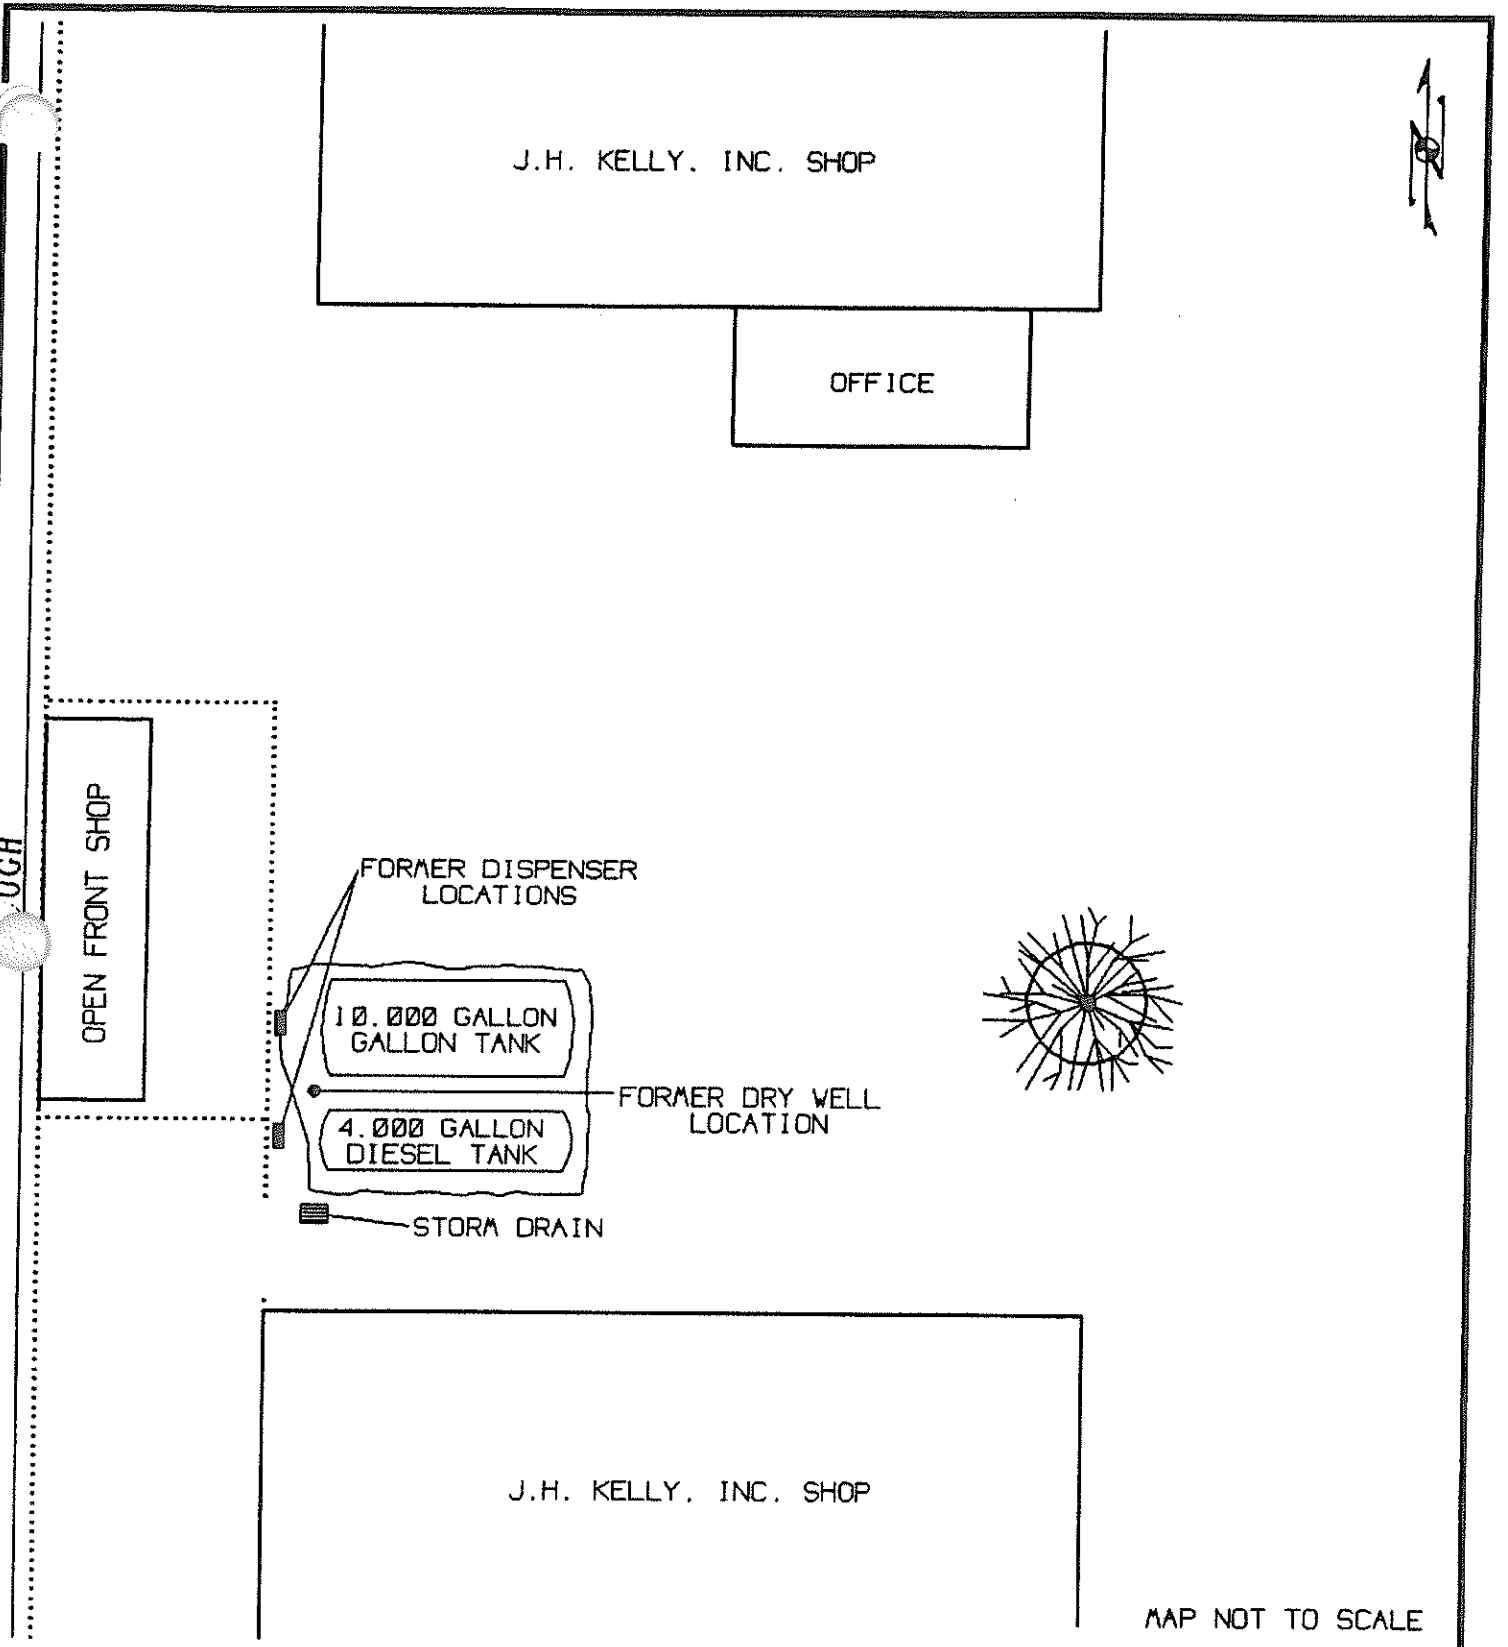 J.H. KELLY, INC. SHOP
OFFICE
OPEN FRONT SHOP
FORMER DISPENSER
LOCATIONS
10,000 GALLON
GALLON TANK
FORMER DRY WELL
LOCATION
4,000 GALLON
DIESEL TANK
STORM DRAIN
J.H. KELLY, INC. SHOP
MAP NOT TO SCALE